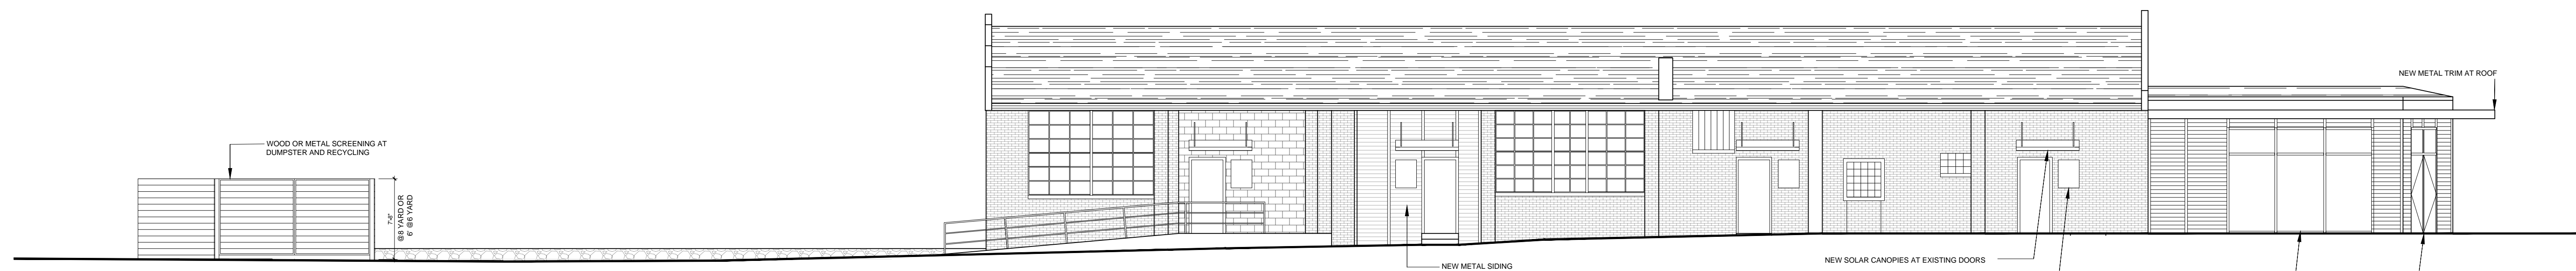 NEW METAL TRIM AT ROOF
WOOD OR METAL SCREENING AT
DUMPSTER AND RECYCLING
7'-6"
@8 YARD OR
6' @6 YARD
NEW METAL SIDING
NEW SOLAR CANOPIES AT EXISTING DOORS